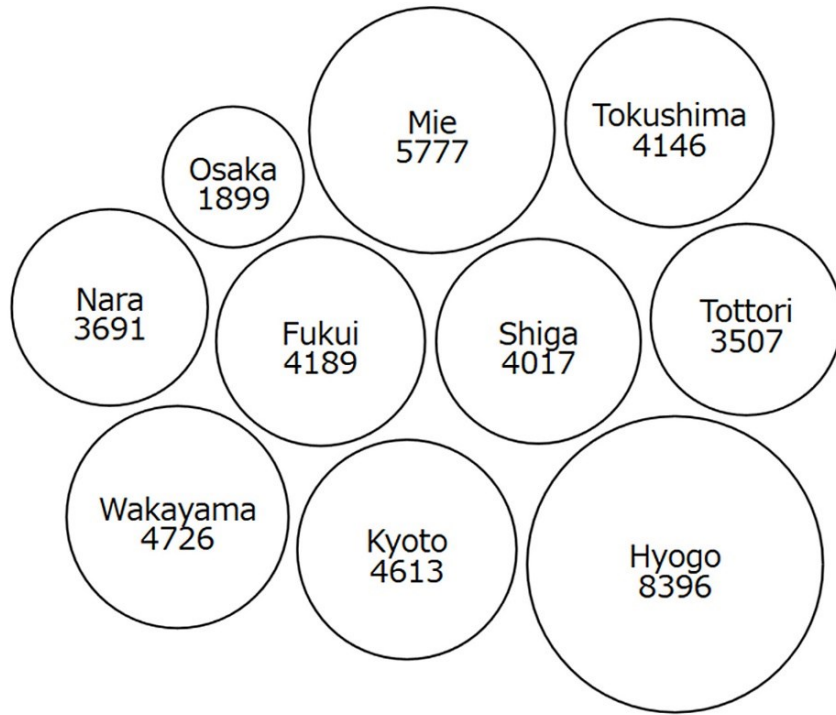 Mie
5777
Tokushima
4146
Osaka
1899
Nara
3691
Fukui
4189
Shiga
4017
Tottori
3507
Wakayama
4726
Kyoto
4613
Hyogo
8396